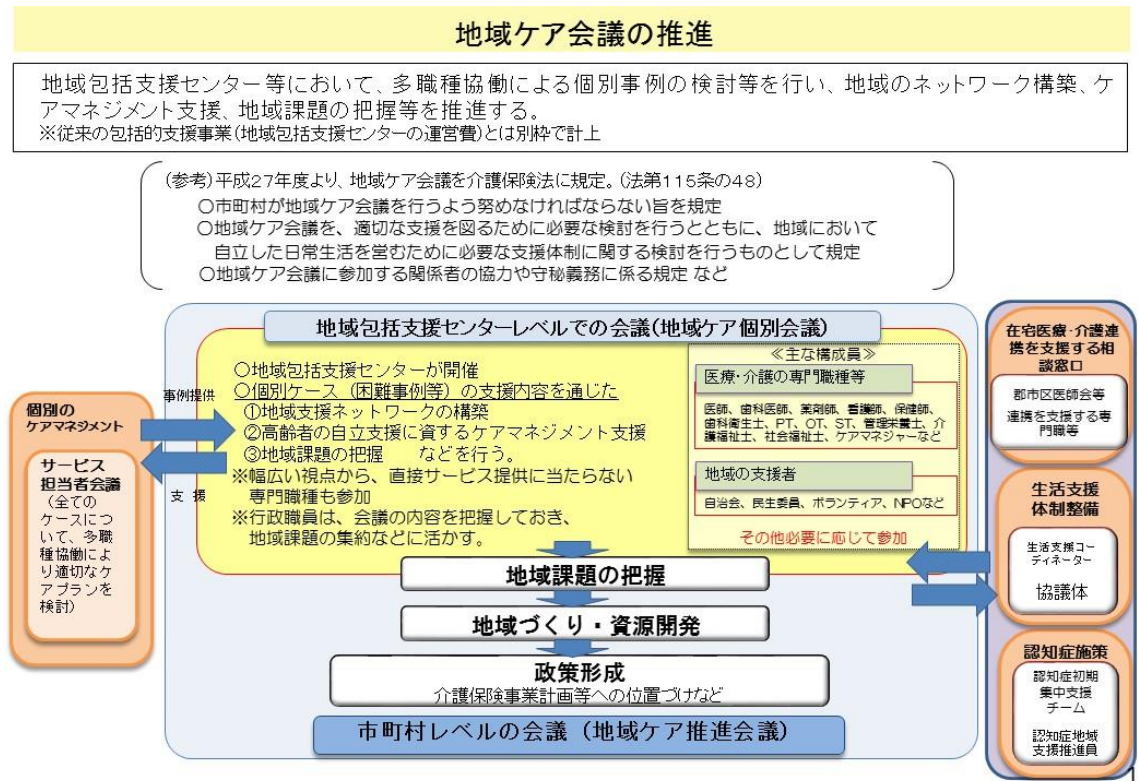 地域ケア会議の推進
地域包括支援センター等において、多職種協働による個別事例の検討等を行い、地域のネットワーク構築、ケ
アマネジメント支援、地域課題の把握等を推進する。
※従来の包括的支援事業(地域包括支援センターの運営費)とは別枠で計上
(参考)平成27年度より、地域ケア会議を介護保険法に規定。(法第115条の48)
○市町村が地域ケア会議を行うよう努めなければならない旨を規定
○地域ケア会議を、適切な支援を図るために必要な検討を行うとともに、地域において
自立した日常生活を営むために必要な支援体制に関する検討を行うものとして規定
○地域ケア会議に参加する関係者の協力や守秘義務に係る規定 など
地域包括支援センターレベルでの会議(地域ケア個別会議)
○地域包括支援センターが開催
○個別ケース(困難事例等)の支援内容を通じた
①地域支援ネットワークの構築
②高齢者の自立支援に資するケアマネジメント支援
③地域課題の把握 などを行う。
※幅広い視点から、直接サービス提供に当たらない
専門職種も参加
※行政職員は、会議の内容を把握しておき、
地域課題の集約などに活かす。
≪主な構成員≫
医療・介護の専門職種等
医師、歯科医師、薬剤師、看護師、保健師、
歯科衛生士、PT、OT、ST、管理栄養士、介
護福祉士、社会福祉士、ケアマネジャーなど
地域の支援者
自治会、民生委員、ボランティア、NPOなど
その他必要に応じて参加
事例提供
支 援
個別の
ケアマネジメント
サービス
担当者会議
(全ての
ケースにつ
いて、多職
種協働によ
り適切なケ
アプランを
検討)
地域課題の把握
地域づくり・資源開発
政策形成
介護保険事業計画等への位置づけなど
市町村レベルの会議(地域ケア推進会議)
在宅医療・介護連
携を支援する相
談窓口
郡市区医師会等
連携を支援する専
門職等
生活支援
体制整備
生活支援コー
ディネーター
協議体
認知症施策
認知症初期
集中支援
チーム
認知症地域
支援推進員
1